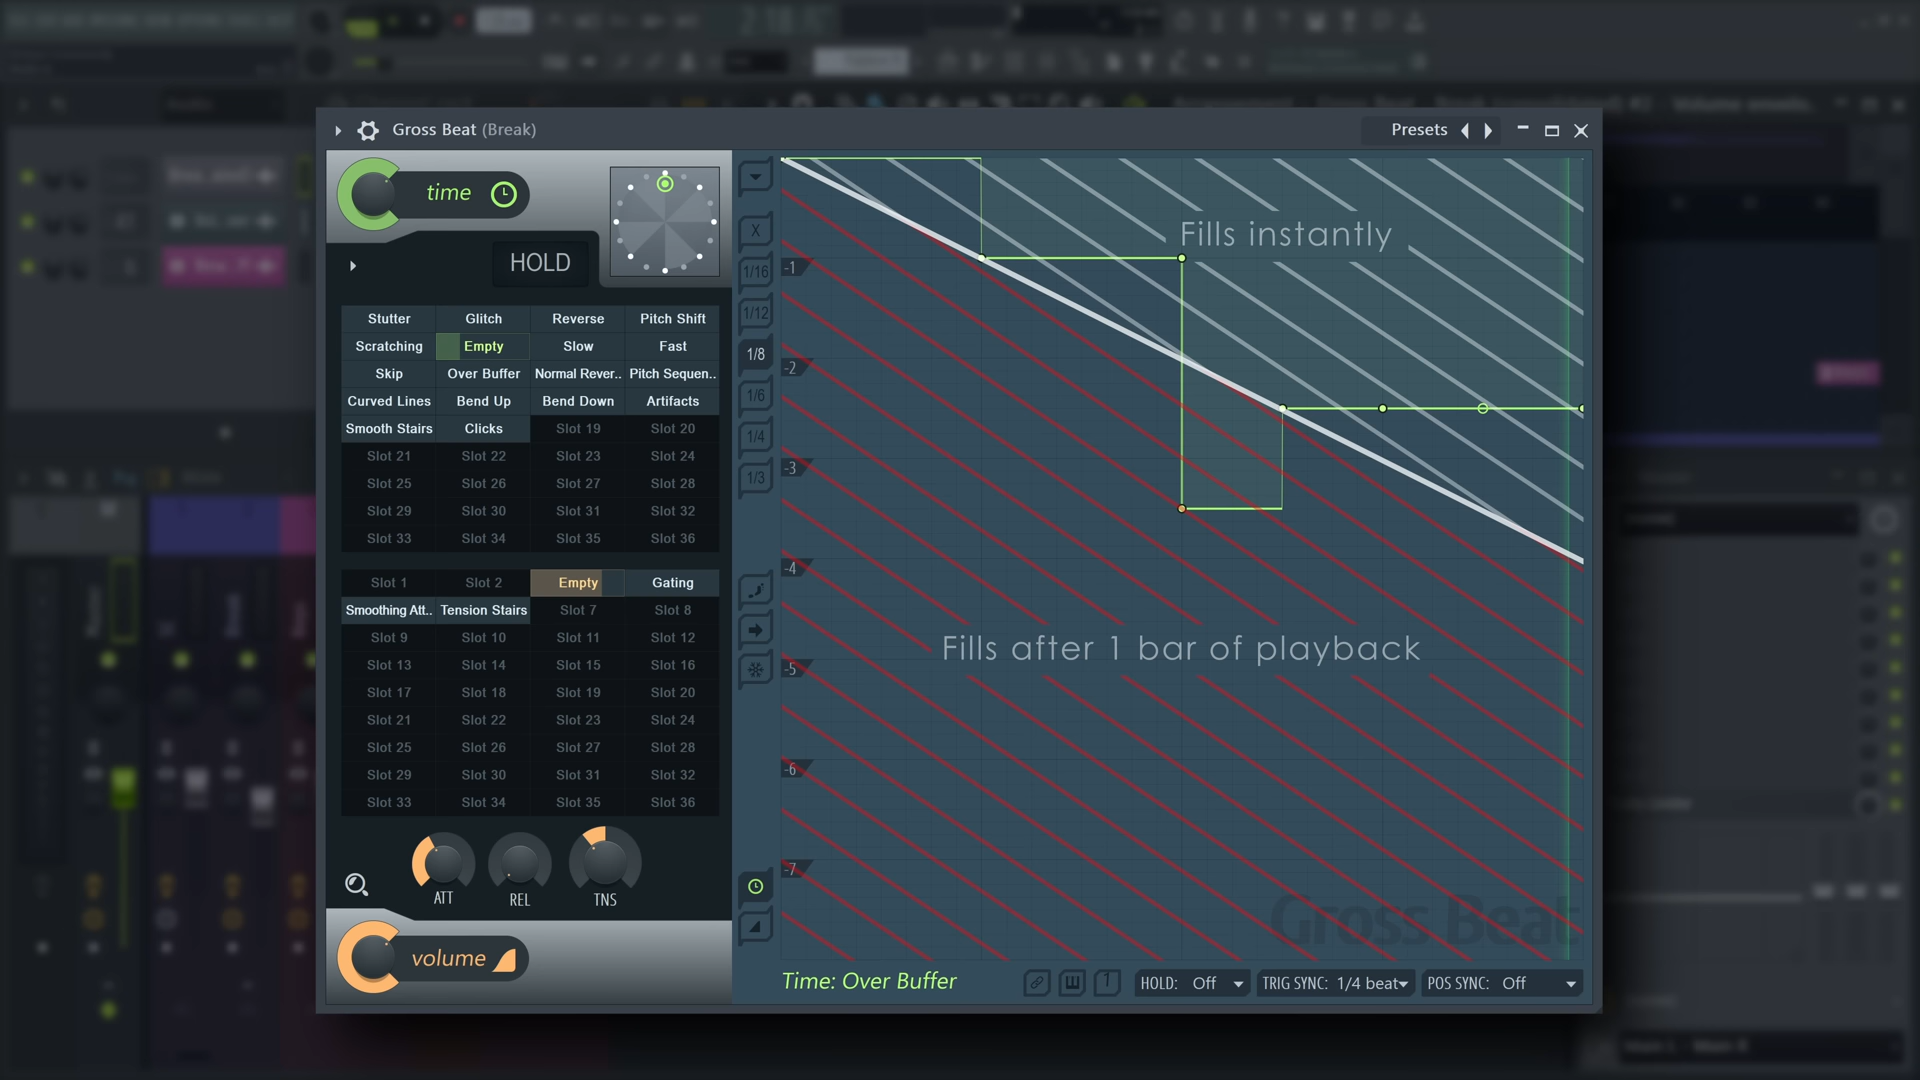 Gross Beat (Break)
Presets
time
HOLD
Stutter Glitch Reverse Pitch Shift
Scratching Empty Slow Fast
Skip Over Buffer Normal Rever.. Pitch Sequen..
Curved Lines Bend Up Bend Down Artifacts
Smooth Stairs Clicks Slot 19 Slot 20
Slot 21 Slot 22 Slot 23 Slot 24
Slot 25 Slot 26 Slot 27 Slot 28
Slot 29 Slot 30 Slot 31 Slot 32
Slot 33 Slot 34 Slot 35 Slot 36
Slot 1 Slot 2 Empty Gating
Smoothing Att.. Tension Stairs Slot 7 Slot 8
Slot 9 Slot 10 Slot 11 Slot 12
Slot 13 Slot 14 Slot 15 Slot 16
Slot 17 Slot 18 Slot 19 Slot 20
Slot 21 Slot 22 Slot 23 Slot 24
Slot 25 Slot 26 Slot 27 Slot 28
Slot 29 Slot 30 Slot 31 Slot 32
Slot 33 Slot 34 Slot 35 Slot 36
ATT REL TNS
volume
X
1/16
1/12
1/8
1/6
1/4
1/3
-1
-2
-3
-4
-5
-6
-7
Fills instantly
Fills after 1 bar of playback
Gross Beat
Time: Over Buffer
1
HOLD: Off
TRIG SYNC: 1/4 beat
POS SYNC: Off